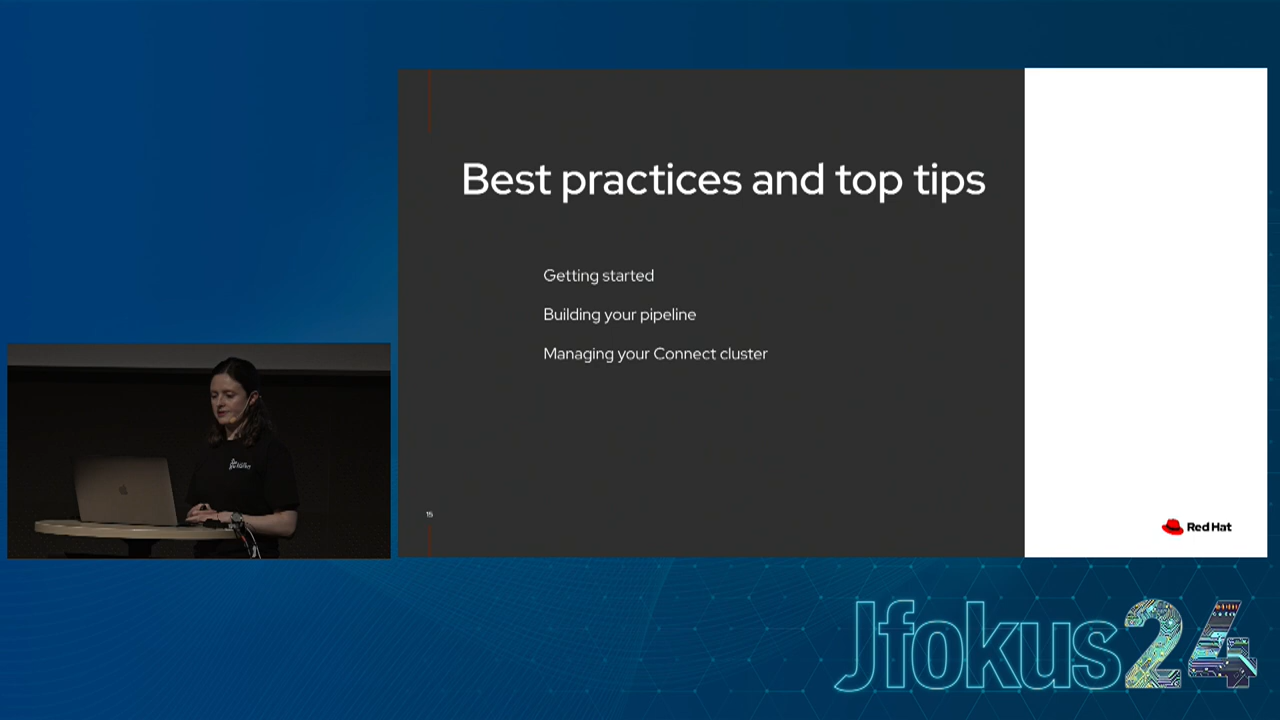 Best practices and top tips
Getting started
Building your pipeline
Managing your Connect cluster
15
Red Hat
Jfokus24